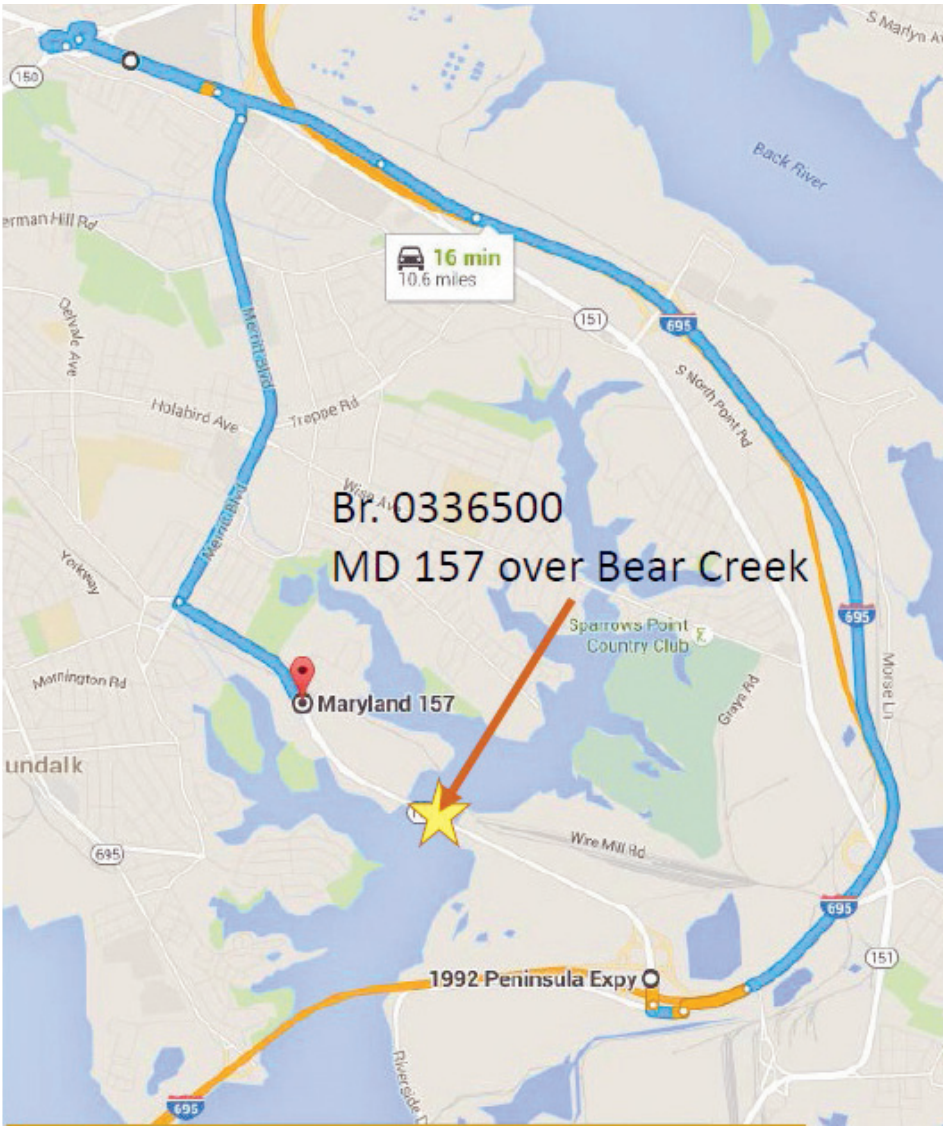 S Marlyn Av
150
Back River
erman Hill Rd
16 min
10.6 miles
Delvale Ave
151
695
Merritt Blvd
S North Point Rd
Holabird Ave
Trappe Rd
Wise Ave
Br. 0336500
MD 157 over Bear Creek
Merritt Blvd
Yorkway
695
Sparrows Point
Country Club
Mornington Rd
Grays Rd
Morse Ln
Maryland 157
undalk
Wire Mill Rd
695
695
151
1992 Peninsula Expy
Riverside D
695